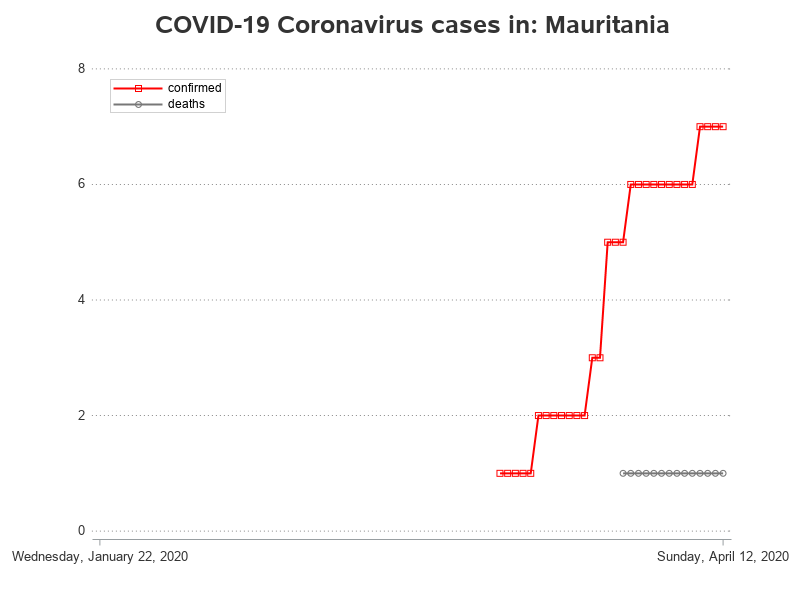 COVID-19 Coronavirus cases in: Mauritania
8
confirmed
deaths
6
4
2
0
Wednesday, January 22, 2020 Sunday, April 12, 2020